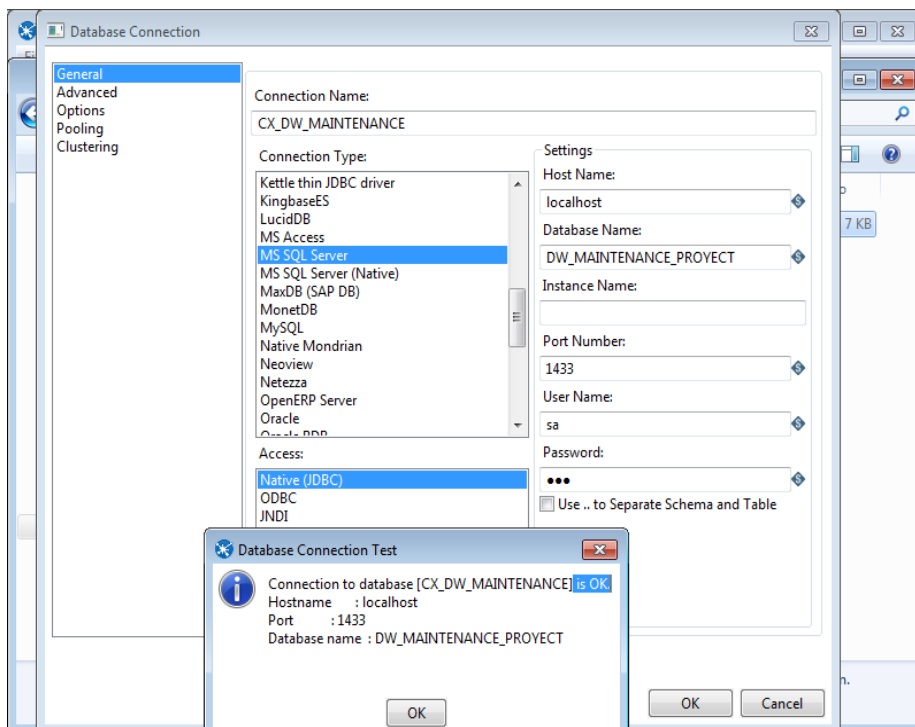 Database Connection
General
Advanced
Options
Pooling
Clustering
Connection Name:
CX_DW_MAINTENANCE
Connection Type:
Kettle thin JDBC driver
KingbaseES
LucidDB
MS Access
MS SQL Server
MS SQL Server (Native)
MaxDB (SAP DB)
MonetDB
MySQL
Native Mondrian
Neoview
Netezza
OpenERP Server
Oracle
Oracle RDB
Access:
Native (JDBC)
ODBC
JNDI
Settings
Host Name:
localhost
Database Name:
DW_MAINTENANCE_PROYECT
Instance Name:
Port Number:
1433
User Name:
sa
Password:
●●●
Use .. to Separate Schema and Table
7 KB
Database Connection Test
Connection to database [CX_DW_MAINTENANCE] is OK.
Hostname : localhost
Port : 1433
Database name : DW_MAINTENANCE_PROYECT
OK
OK
Cancel
n.